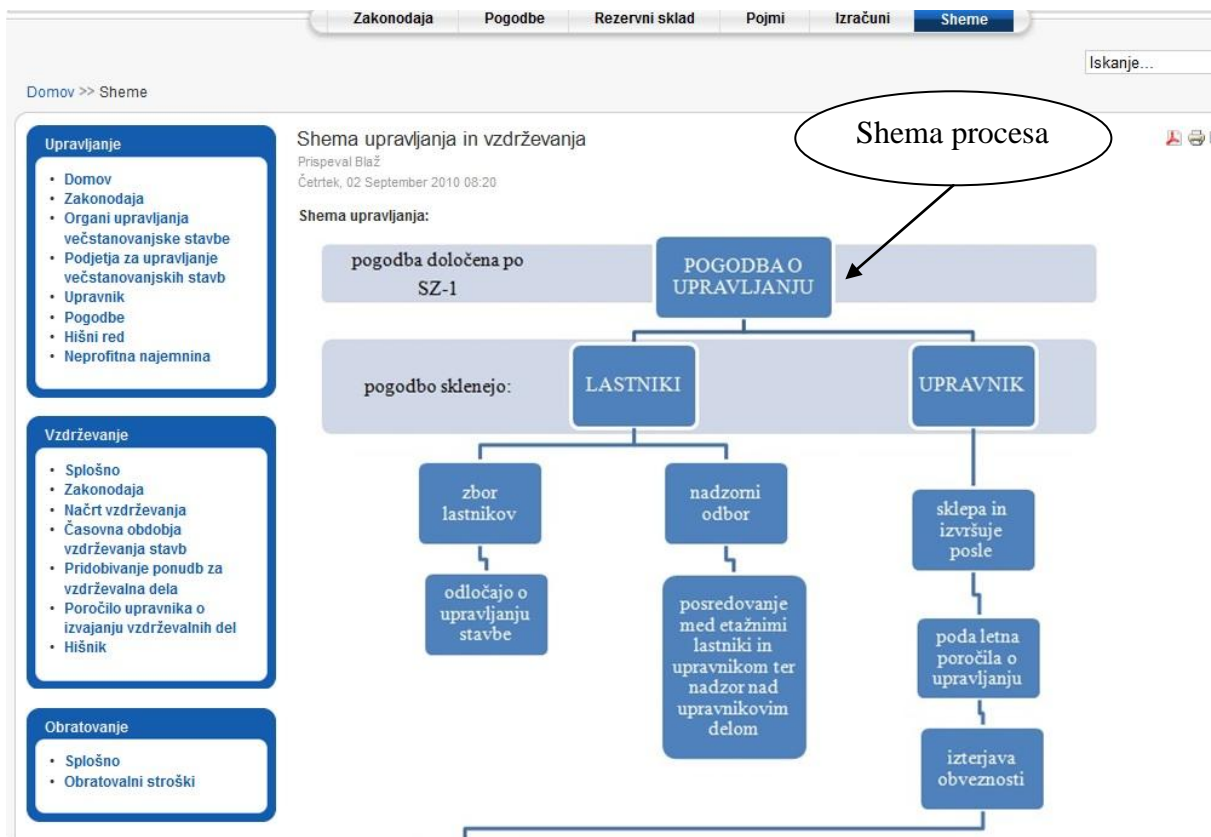 Zakonodaja Pogodbe Rezervni sklad Pojmi Izračuni Sheme
Iskanje...
Domov >> Sheme
Upravljanje
• Domov
• Zakonodaja
• Organi upravljanja
večstanovanjske stavbe
• Podjetja za upravljanje
večstanovanjskih stavb
• Upravnik
• Pogodbe
• Hišni red
• Neprofitna najemnina
Vzdrževanje
• Splošno
• Zakonodaja
• Načrt vzdrževanja
• Časovna obdobja
vzdrževanja stavb
• Pridobivanje ponudb za
vzdrževalna dela
• Poročilo upravnika o
izvajanju vzdrževalnih del
• Hišnik
Obratovanje
• Splošno
• Obratovalni stroški
Shema upravljanja in vzdrževanja
Prispeval Blaž
Četrtek, 02 September 2010 08:20
Shema procesa
Shema upravljanja:
pogodba določena po
SZ-1
POGODBA O
UPRAVLJANJU
pogodbo sklenejo:
LASTNIKI
UPRAVNIK
zbor
lastnikov
nadzorni
odbor
sklepa in
izvršuje
posle
odločajo o
upravljanju
stavbe
posredovanje
med etažnimi
lastniki in
upravnikom ter
nadzor nad
upravnikovim
delom
poda letna
poročila o
upravljanju
izterjava
obveznosti